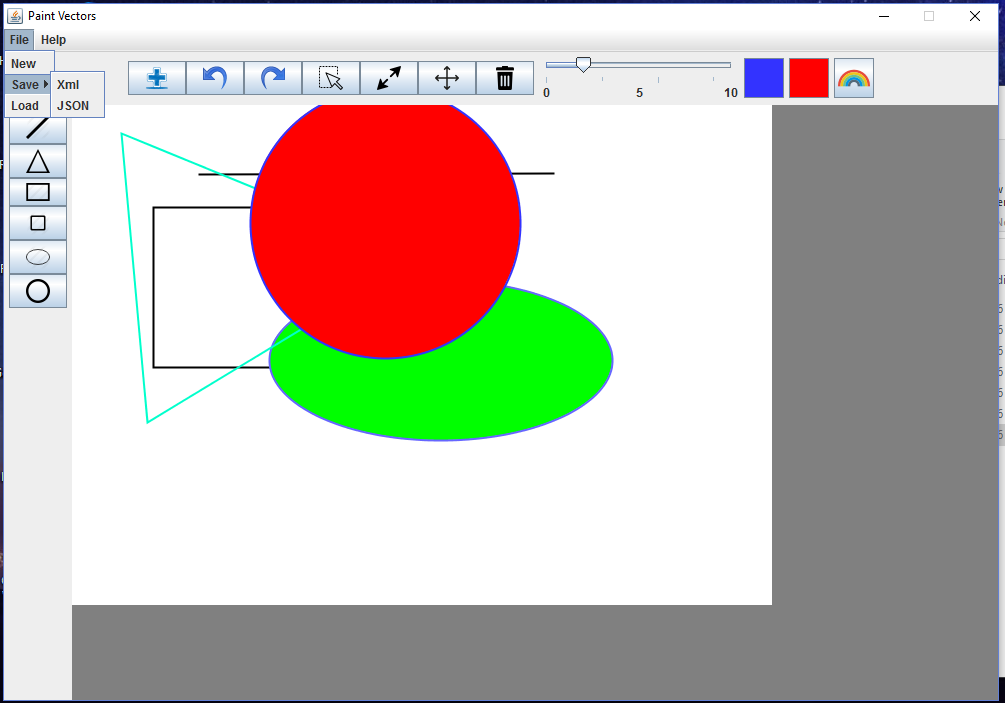 Paint Vectors
File Help
New
Save Xml
Load JSON
0 5 10